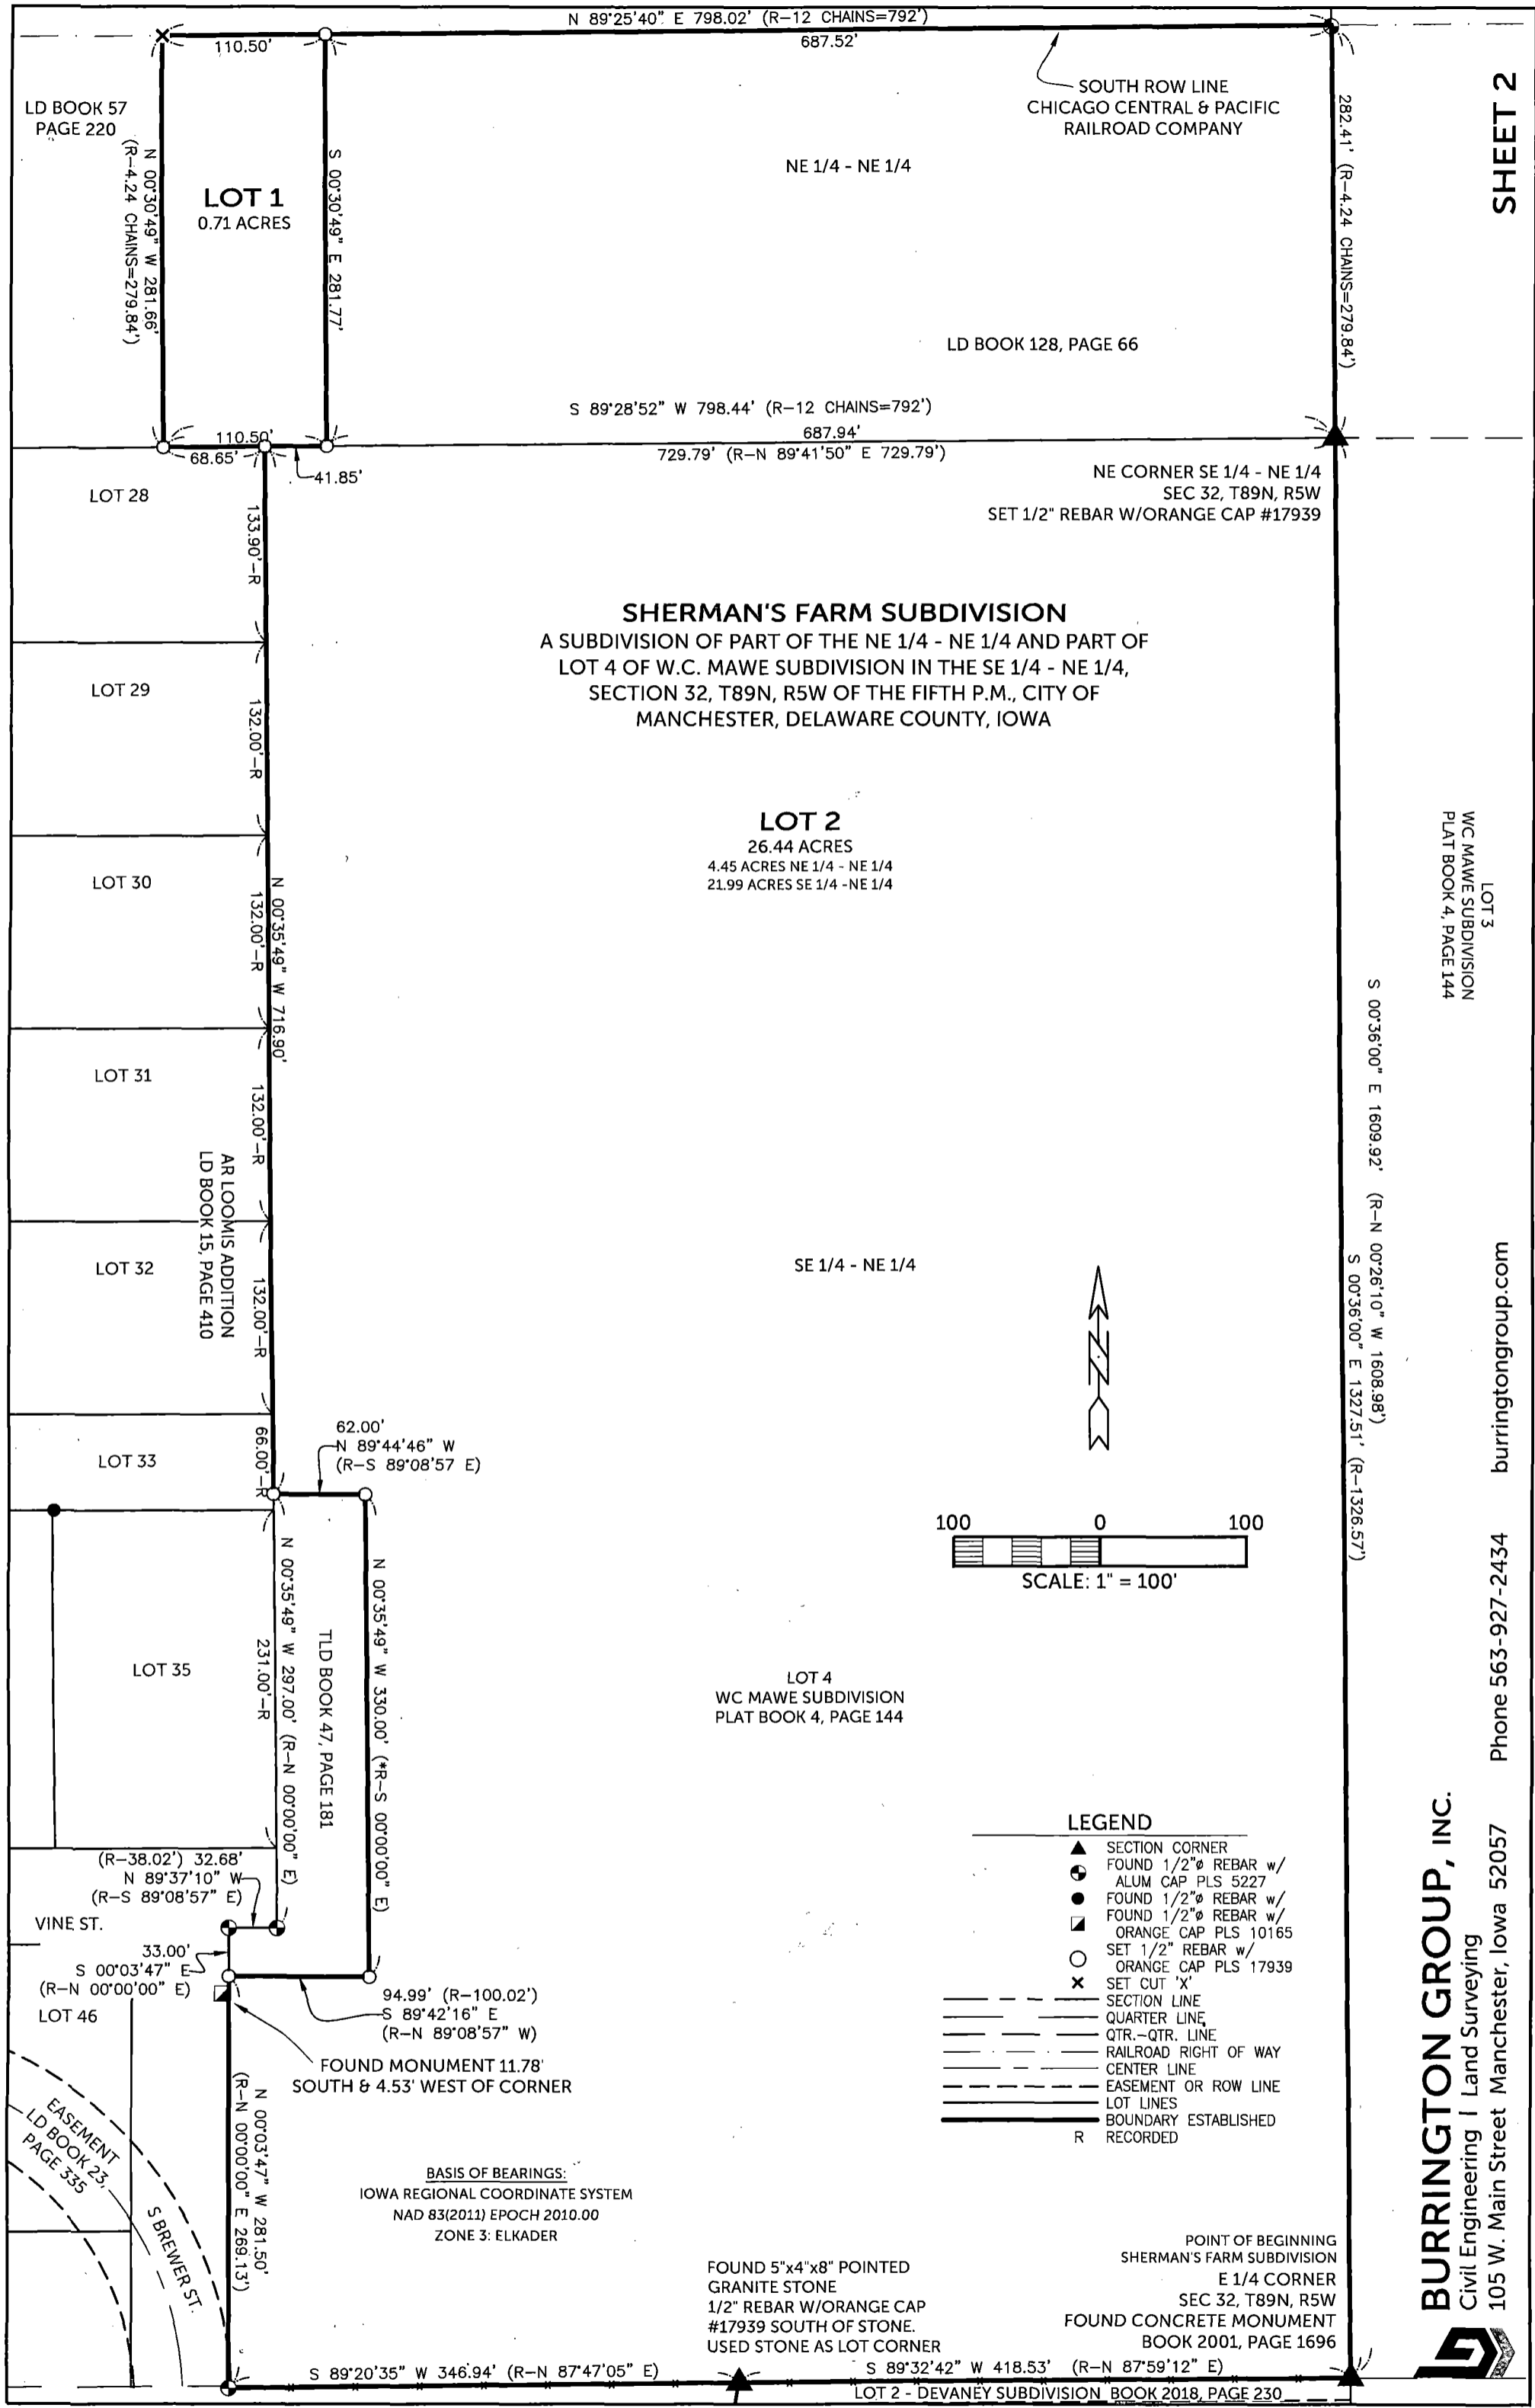 N 89°25'40" E 798.02' (R-12 CHAINS=792')
110.50'
687.52'
SOUTH ROW LINE
CHICAGO CENTRAL & PACIFIC
RAILROAD COMPANY
SHEET 2
LD BOOK 57
PAGE 220
N 00°30'49" W 281.66'
(R-4.24 CHAINS=279.84')
LOT 1
0.71 ACRES
S 00°30'49" E 281.77'
NE 1/4 - NE 1/4
282.41' (R-4.24 CHAINS=279.84')
LD BOOK 128, PAGE 66
S 89°28'52" W 798.44' (R-12 CHAINS=792')
110.50'
687.94'
68.65'
41.85'
729.79' (R-N 89°41'50" E 729.79')
NE CORNER SE 1/4 - NE 1/4
SEC 32, T89N, R5W
SET 1/2" REBAR W/ORANGE CAP #17939
LOT 28
133.90'-R
SHERMAN'S FARM SUBDIVISION
A SUBDIVISION OF PART OF THE NE 1/4 - NE 1/4 AND PART OF
LOT 4 OF W.C. MAWE SUBDIVISION IN THE SE 1/4 - NE 1/4,
SECTION 32, T89N, R5W OF THE FIFTH P.M., CITY OF
MANCHESTER, DELAWARE COUNTY, IOWA
LOT 29
132.00'-R
LOT 2
26.44 ACRES
4.45 ACRES NE 1/4 - NE 1/4
21.99 ACRES SE 1/4 -NE 1/4
LOT 3
WC MAWE SUBDIVISION
PLAT BOOK 4, PAGE 144
LOT 30
132.00'-R
N 00°35'49" W 716.90'
S 00°36'00" E 1609.92' (R-N 00°26'10" W 1608.98')
S 00°36'00" E 1327.51' (R-1326.57')
LOT 31
132.00'-R
AR LOOMIS ADDITION
LD BOOK 15, PAGE 410
LOT 32
132.00'-R
SE 1/4 - NE 1/4
N
LOT 33
66.00'-R
62.00'
N 89°44'46" W
(R-S 89°08'57 E)
100 0 100
SCALE: 1" = 100'
LOT 35
231.00'-R
N 00°35'49" W 297.00' (R-N 00°00'00" E)
TLD BOOK 47, PAGE 181
N 00°35'49" W 330.00' (*R-S 00°00'00" E)
LOT 4
WC MAWE SUBDIVISION
PLAT BOOK 4, PAGE 144
(R-38.02') 32.68'
N 89°37'10" W
(R-S 89°08'57" E)
VINE ST.
33.00'
S 00°03'47" E
(R-N 00°00'00" E)
LOT 46
94.99' (R-100.02')
S 89°42'16" E
(R-N 89°08'57" W)
FOUND MONUMENT 11.78'
SOUTH & 4.53' WEST OF CORNER
EASEMENT
LD BOOK 23,
PAGE 335
S BREWER ST.
N 00°03'47" W 281.50'
(R-N 00°00'00" E 269.13')
LEGEND
SECTION CORNER
FOUND 1/2"ø REBAR w/
ALUM CAP PLS 5227
FOUND 1/2"ø REBAR w/
FOUND 1/2"ø REBAR w/
ORANGE CAP PLS 10165
SET 1/2" REBAR w/
ORANGE CAP PLS 17939
SET CUT 'X'
SECTION LINE
QUARTER LINE
QTR.-QTR. LINE
RAILROAD RIGHT OF WAY
CENTER LINE
EASEMENT OR ROW LINE
LOT LINES
BOUNDARY ESTABLISHED
R RECORDED
BASIS OF BEARINGS:
IOWA REGIONAL COORDINATE SYSTEM
NAD 83(2011) EPOCH 2010.00
ZONE 3: ELKADER
FOUND 5"x4"x8" POINTED
GRANITE STONE
1/2" REBAR W/ORANGE CAP
#17939 SOUTH OF STONE.
USED STONE AS LOT CORNER
POINT OF BEGINNING
SHERMAN'S FARM SUBDIVISION
E 1/4 CORNER
SEC 32, T89N, R5W
FOUND CONCRETE MONUMENT
BOOK 2001, PAGE 1696
S 89°20'35" W 346.94' (R-N 87°47'05" E)
S 89°32'42" W 418.53' (R-N 87°59'12" E)
LOT 2 - DEVANEY SUBDIVISION BOOK 2018, PAGE 230
BURRINGTON GROUP, INC.
Civil Engineering | Land Surveying
105 W. Main Street Manchester, Iowa 52057 Phone 563-927-2434 burringtongroup.com